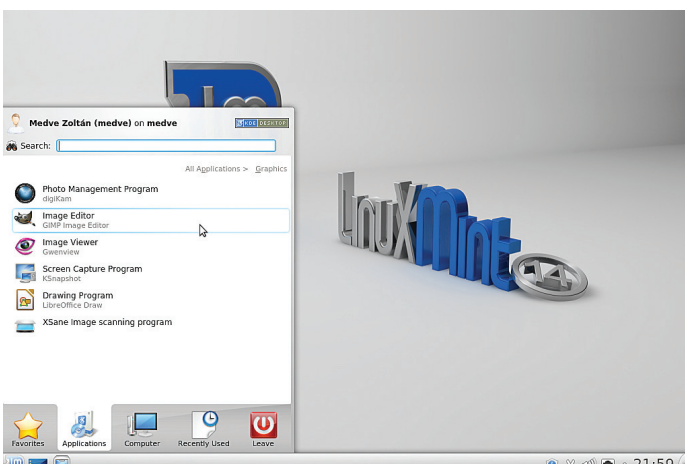 Medve Zoltán (medve) on medve
KDE DESKTOP
Search:
All Applications > Graphics
Photo Management Program
digiKam
Image Editor
GIMP Image Editor
Image Viewer
Gwenview
Screen Capture Program
KSnapshot
Drawing Program
LibreOffice Draw
XSane Image scanning program
Favorites
Applications
Computer
Recently Used
Leave
LinuxMint 14
21:59